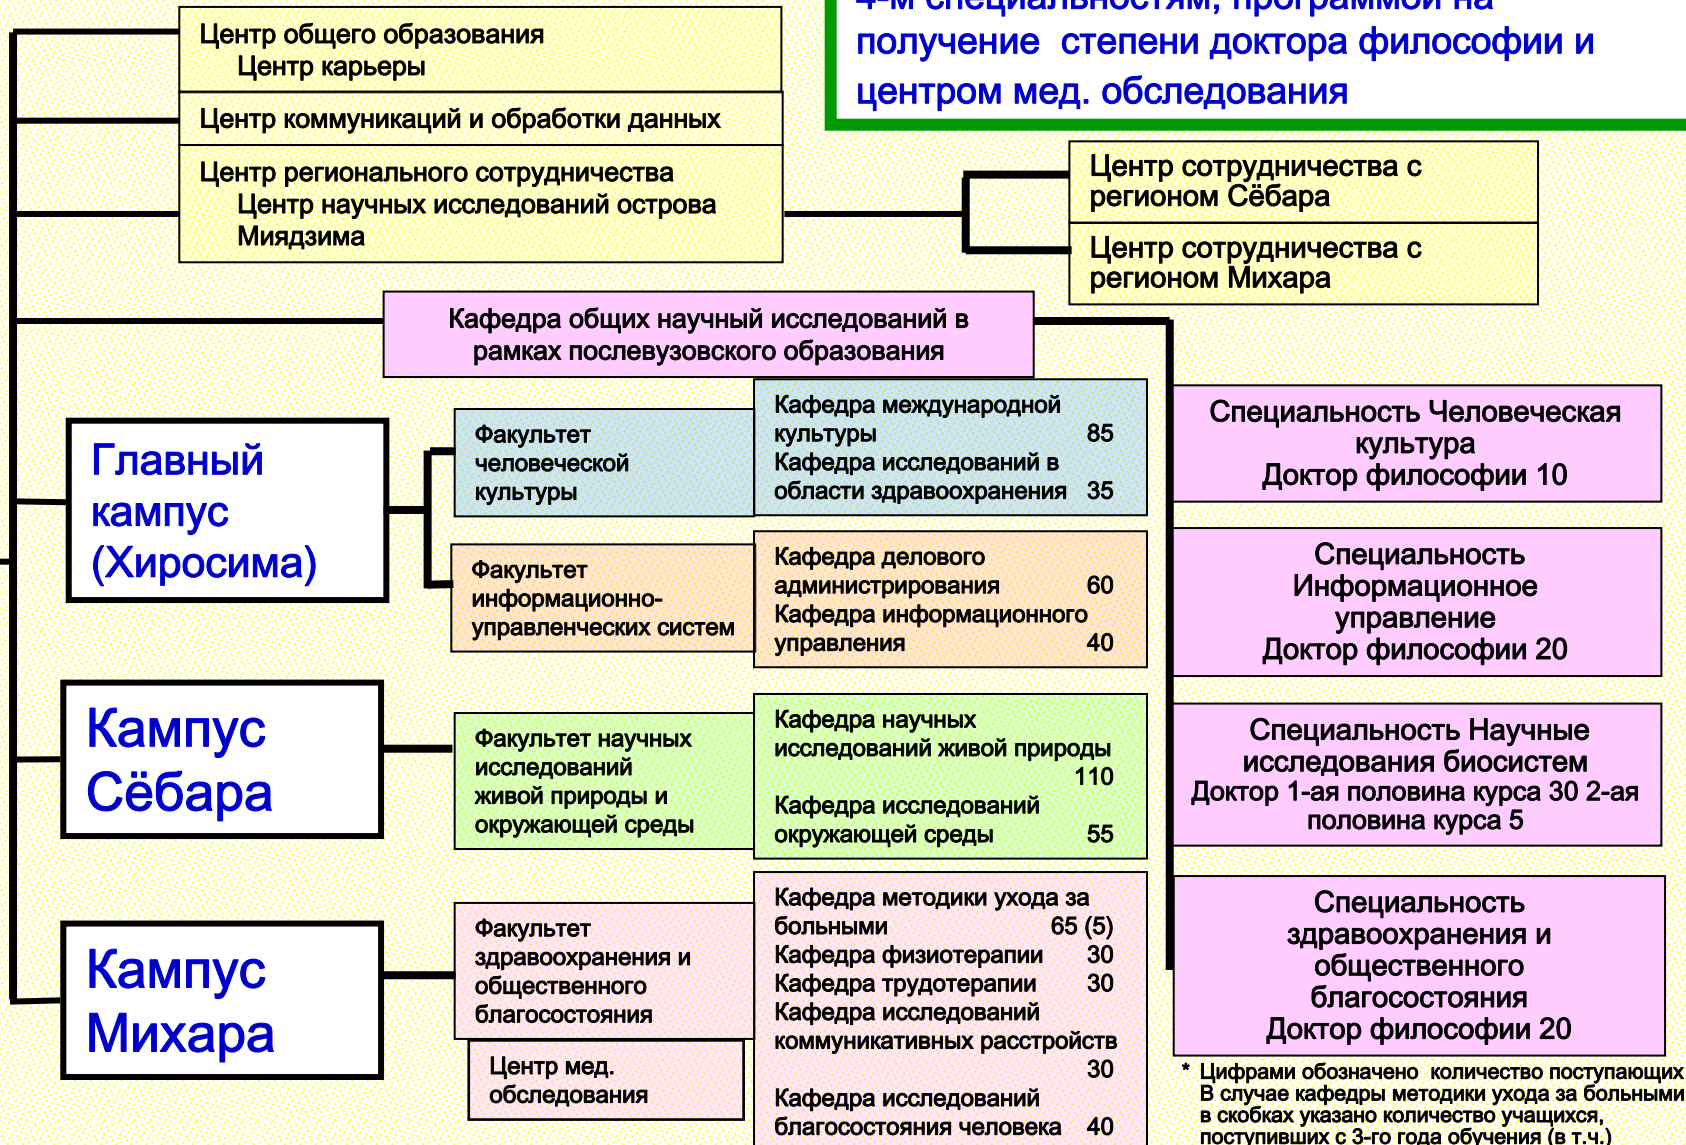 4-м специальностям, программой на
получение степени доктора философии и
центром мед. обследования
Центр общего образования
Центр карьеры
Центр коммуникаций и обработки данных
Центр регионального сотрудничества
Центр научных исследований острова
Миядзима
Центр сотрудничества с
регионом Сёбара
Центр сотрудничества с
регионом Михара
Кафедра общих научный исследований в
рамках послевузовского образования
Главный
кампус
(Хиросима)
Факультет
человеческой
культуры
Кафедра международной
культуры 85
Кафедра исследований в
области здравоохранения 35
Факультет
информационно-
управленческих систем
Кафедра делового
администрирования 60
Кафедра информационного
управления 40
Кампус
Сёбара
Факультет научных
исследований
живой природы и
окружающей среды
Кафедра научных
исследований живой природы
110
Кафедра исследований
окружающей среды 55
Кампус
Михара
Факультет
здравоохранения и
общественного
благосостояния
Центр мед.
обследования
Кафедра методики ухода за
больными 65 (5)
Кафедра физиотерапии 30
Кафедра трудотерапии 30
Кафедра исследований
коммуникативных расстройств
30
Кафедра исследований
благосостояния человека 40
Специальность Человеческая
культура
Доктор философии 10
Специальность
Информационное
управление
Доктор философии 20
Специальность Научные
исследования биосистем
Доктор 1-ая половина курса 30 2-ая
половина курса 5
Специальность
здравоохранения и
общественного
благосостояния
Доктор философии 20
* Цифрами обозначено количество поступающих
В случае кафедры методики ухода за больными
в скобках указано количество учащихся,
поступивших с 3-го года обучения (в т.ч.)